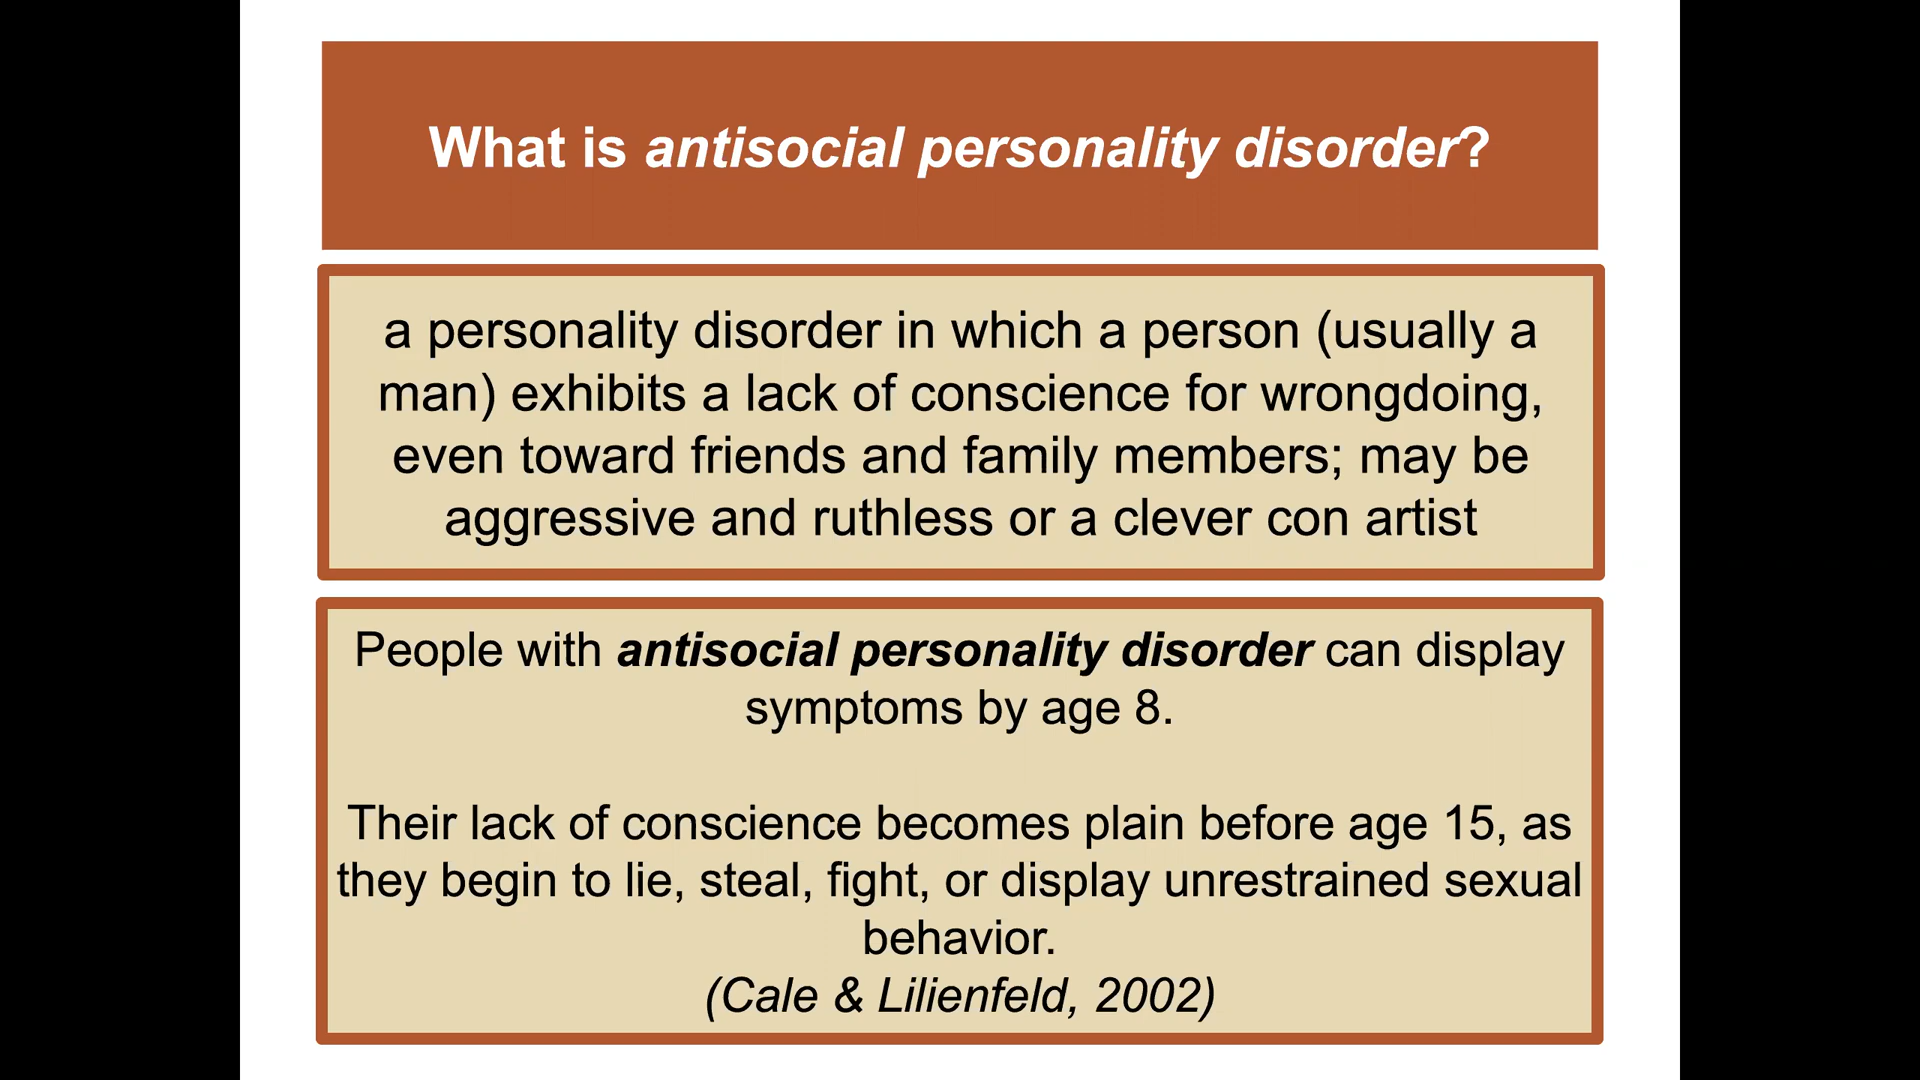 What is antisocial personality disorder?
a personality disorder in which a person (usually a
man) exhibits a lack of conscience for wrongdoing,
even toward friends and family members; may be
aggressive and ruthless or a clever con artist
People with antisocial personality disorder can display
symptoms by age 8.
Their lack of conscience becomes plain before age 15, as
they begin to lie, steal, fight, or display unrestrained sexual
behavior.
(Cale & Lilienfeld, 2002)